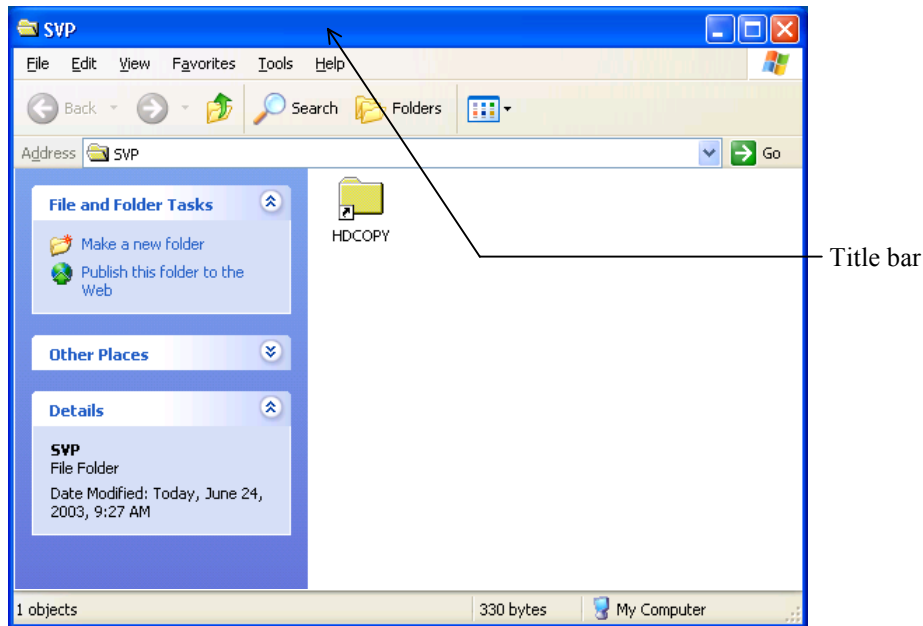 SVP
File Edit View Favorites Tools Help
Back Search Folders
Address SVP Go
File and Folder Tasks
Make a new folder
Publish this folder to the
Web
Other Places
Details
SVP
File Folder
Date Modified: Today, June 24,
2003, 9:27 AM
HDCOPY
Title bar
1 objects 330 bytes My Computer